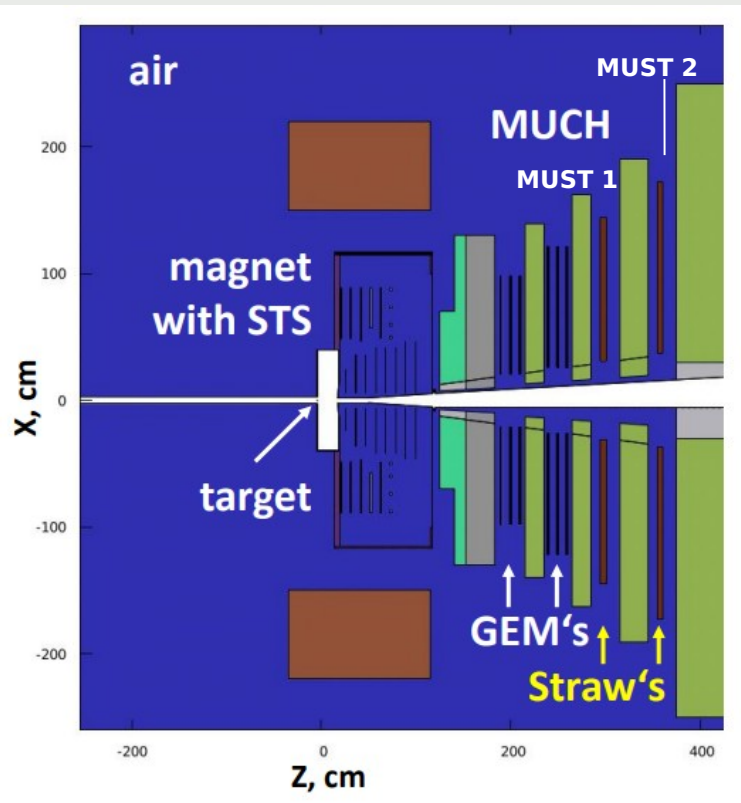 air
MUST 2
MUCH
200
MUST 1
100
magnet
with STS
X, cm
0
target
-100
GEM‘s
-200
Straw‘s
-200
0
200
400
Z, cm